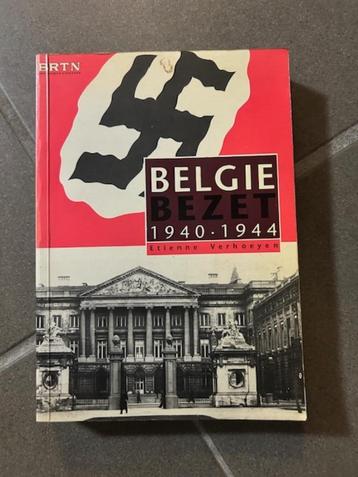 BRTN
BELGIE
BEZET
1940·1944
Etienne Verhoeyen